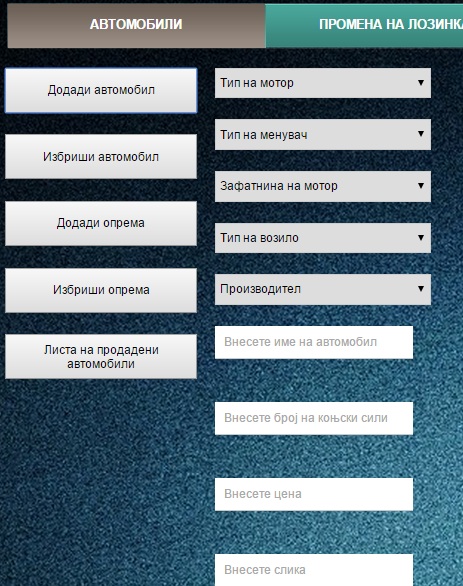 АВТОМОБИЛИ
ПРОМЕНА НА ЛОЗИНКА
Додади автомобил
Избриши автомобил
Додади опрема
Избриши опрема
Листа на продадени
автомобили
Тип на мотор
Тип на менувач
Зафатнина на мотор
Тип на возило
Производител
Внесете име на автомобил
Внесете број на коњски сили
Внесете цена
Внесете слика